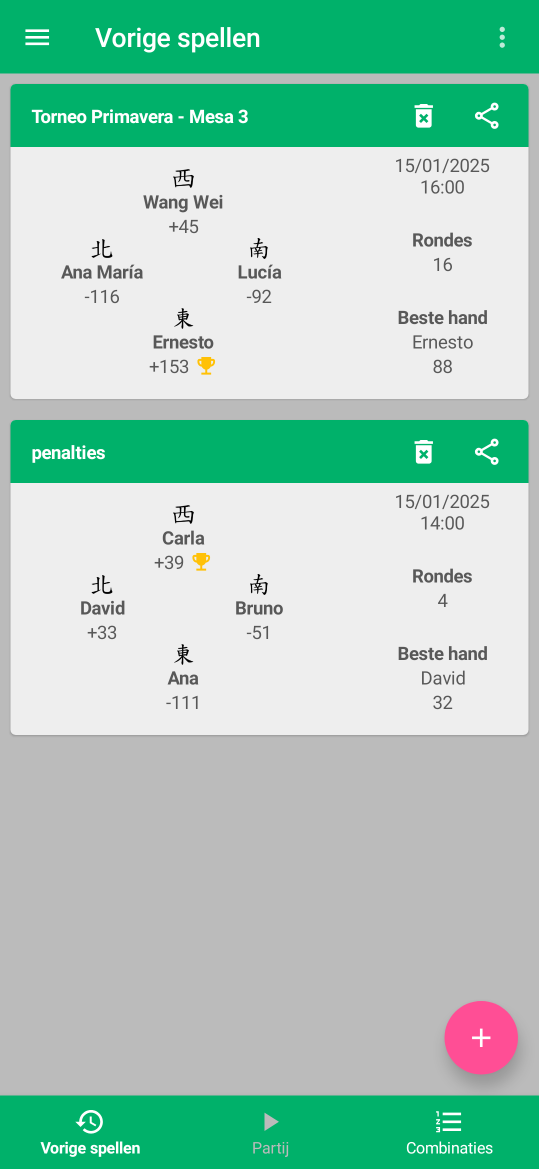 Vorige spellen
Torneo Primavera - Mesa 3
西
Wang Wei
+45
北
Ana María
-116
南
Lucía
-92
東
Ernesto
+153
15/01/2025
16:00
Rondes
16
Beste hand
Ernesto
88
penalties
西
Carla
+39
北
David
+33
南
Bruno
-51
東
Ana
-111
15/01/2025
14:00
Rondes
4
Beste hand
David
32
Vorige spellen
Partij
Combinaties